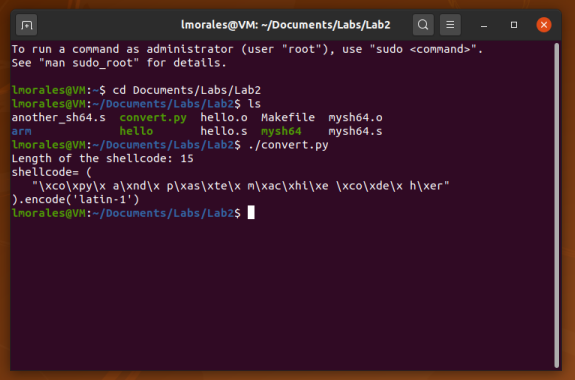 lmorales@VM: ~/Documents/Labs/Lab2
To run a command as administrator (user "root"), use "sudo <command>".
See "man sudo_root" for details.
lmorales@VM:~$ cd Documents/Labs/Lab2
lmorales@VM:~/Documents/Labs/Lab2$ ls
another_sh64.s convert.py hello.o Makefile mysh64.o
arm hello hello.s mysh64 mysh64.s
lmorales@VM:~/Documents/Labs/Lab2$ ./convert.py
Length of the shellcode: 15
shellcode= (
"\xco\xpy\x a\xnd\x p\xas\xte\x m\xac\xhi\xe \xco\xde\x h\xer"
).encode('latin-1')
lmorales@VM:~/Documents/Labs/Lab2$